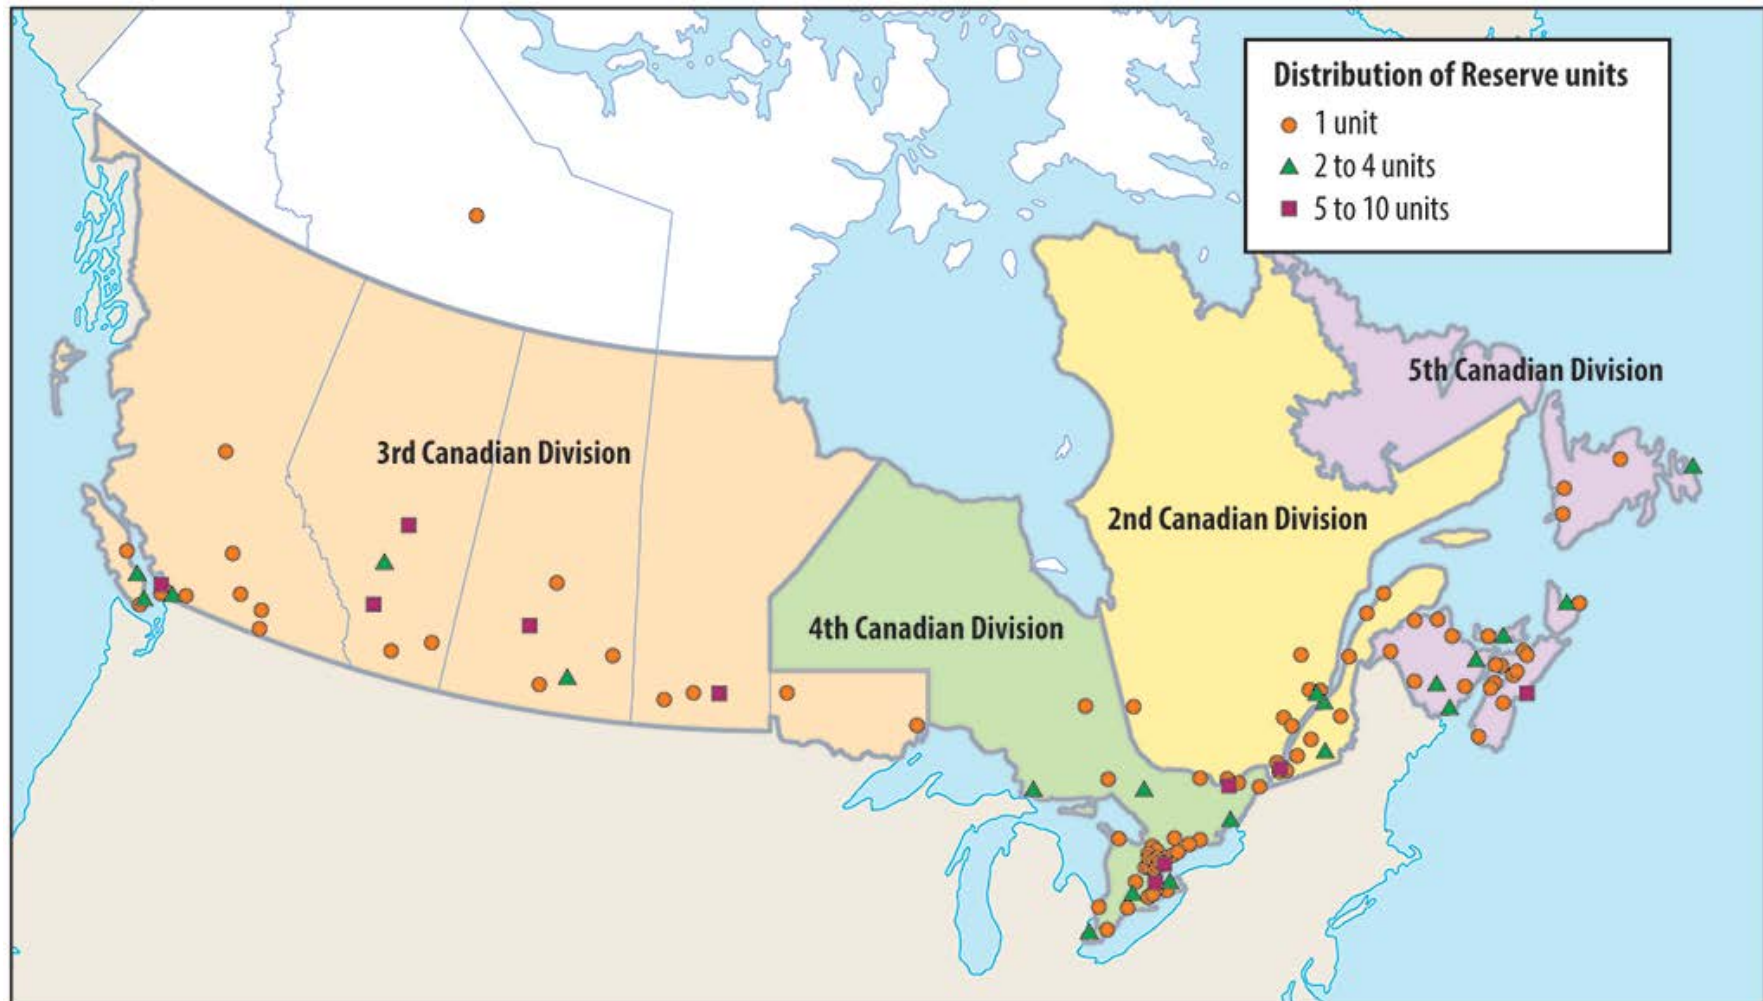 Distribution of Reserve units
1 unit
2 to 4 units
5 to 10 units
5th Canadian Division
3rd Canadian Division
2nd Canadian Division
4th Canadian Division